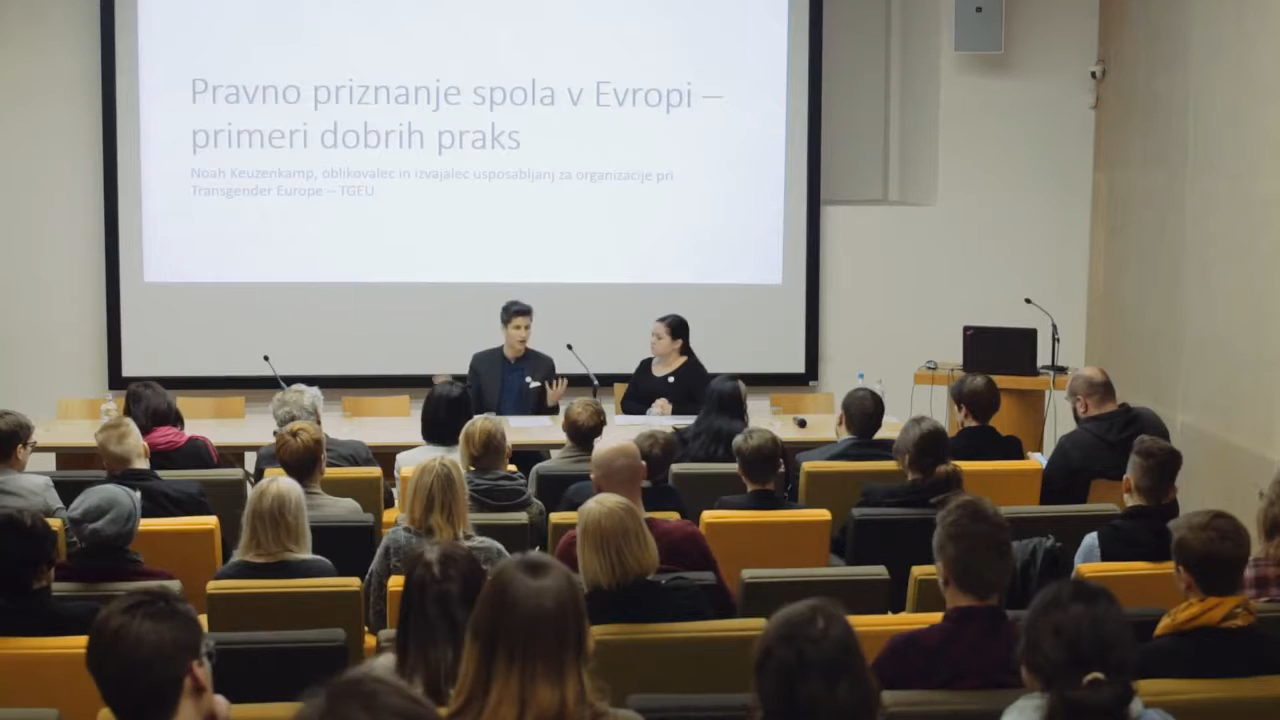 Pravno priznanje spola v Evropi –
primeri dobrih praks
Noah Keuzenkamp, oblikovalec in izvajalec usposabljanj za organizacije pri
Transgender Europe – TGEU